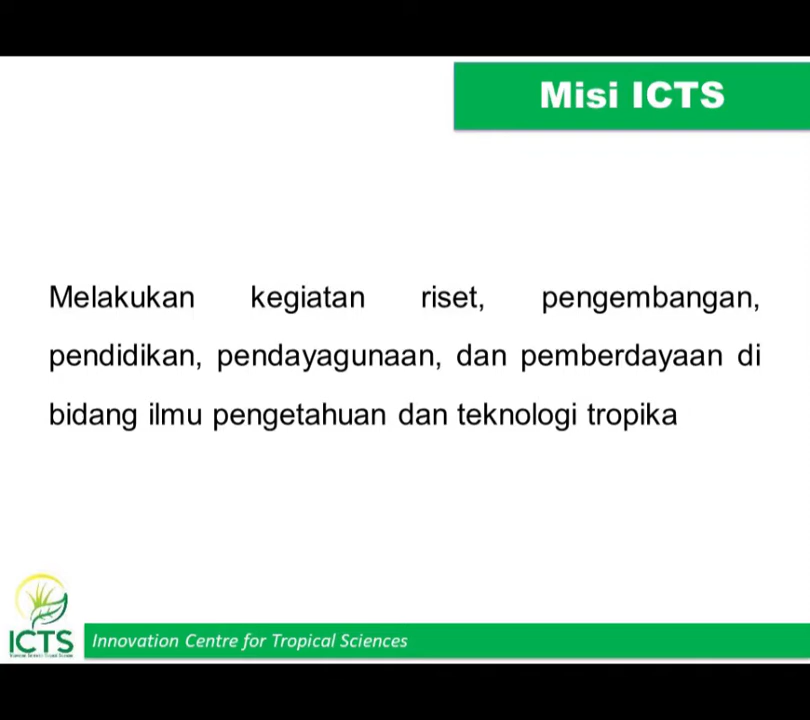 Misi ICTS
Melakukan kegiatan riset, pengembangan,
pendidikan, pendayagunaan, dan pemberdayaan di
bidang ilmu pengetahuan dan teknologi tropika
ICTS
Innovation Centre for Tropical Sciences